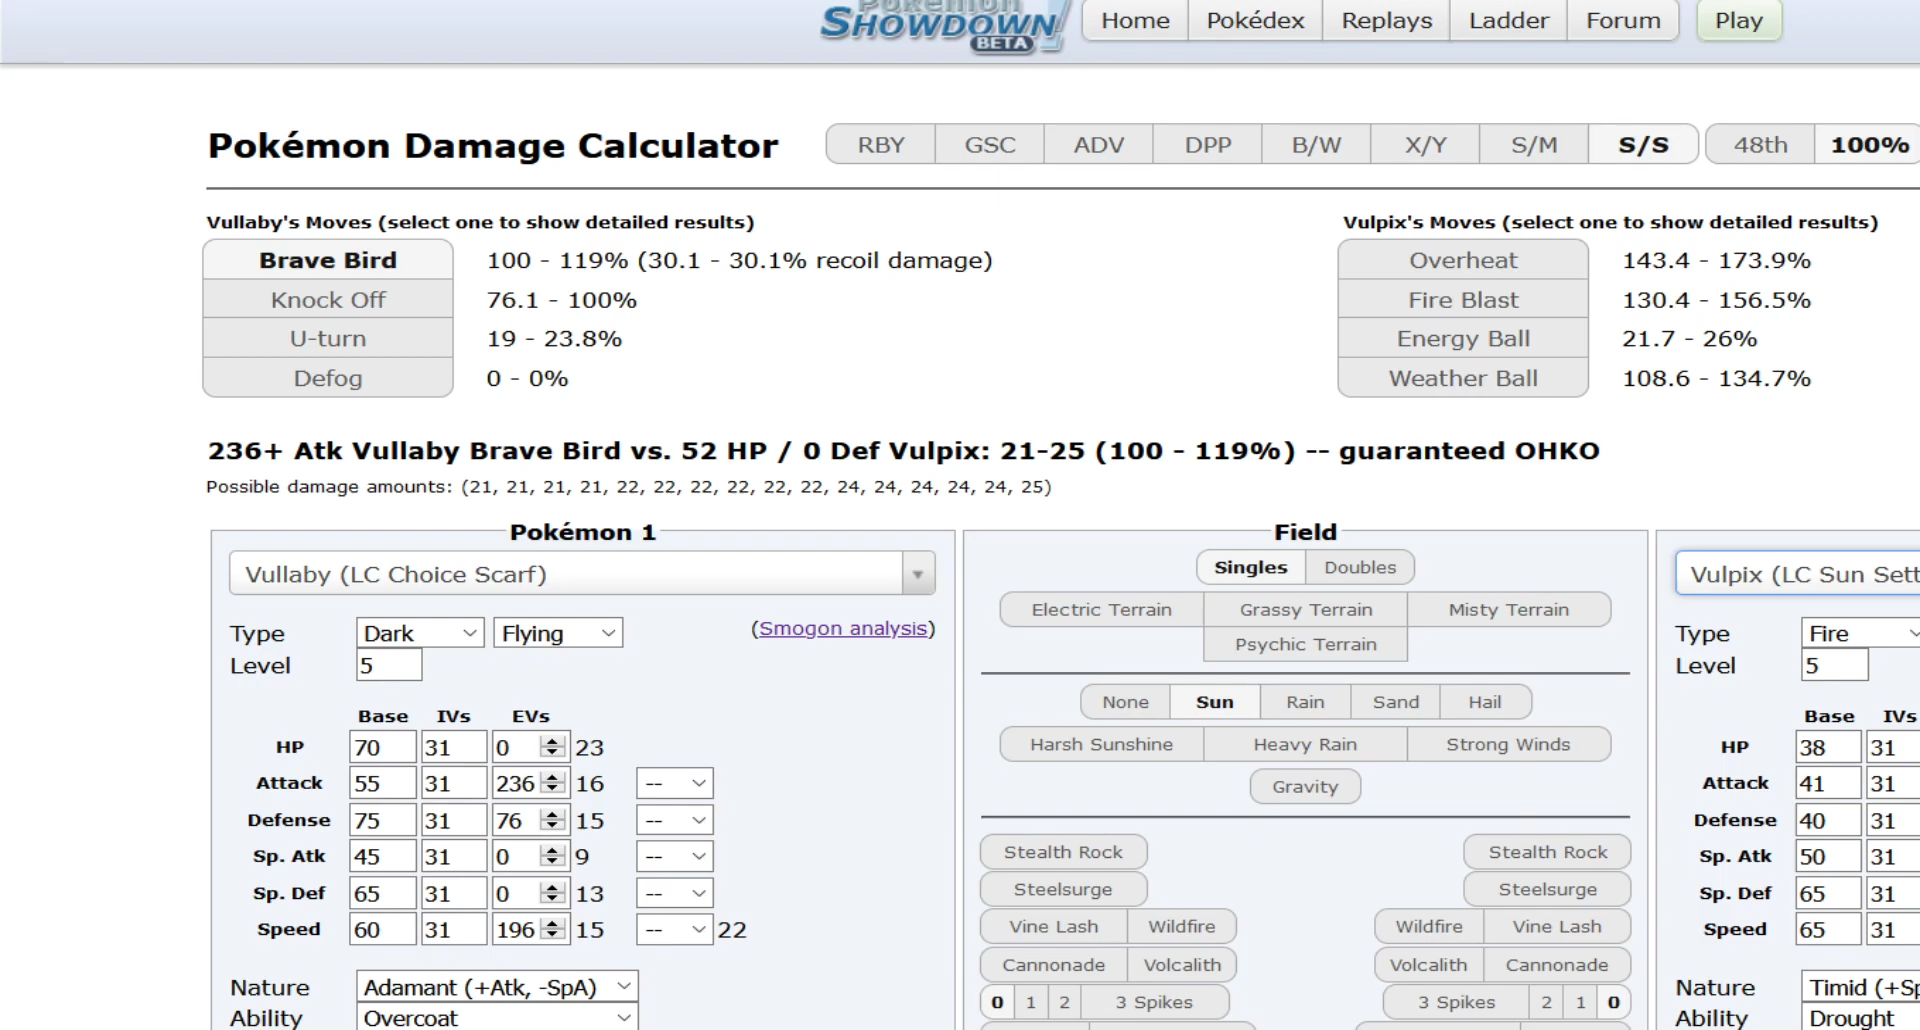 Pokémon
SHOWDOWN!
BETA
Home Pokédex Replays Ladder Forum Play
Pokémon Damage Calculator RBY GSC ADV DPP B/W X/Y S/M S/S 48th 100%
Vullaby's Moves (select one to show detailed results) Vulpix's Moves (select one to show detailed results)
Brave Bird 100 - 119% (30.1 - 30.1% recoil damage) Overheat 143.4 - 173.9%
Knock Off 76.1 - 100% Fire Blast 130.4 - 156.5%
U-turn 19 - 23.8% Energy Ball 21.7 - 26%
Defog 0 - 0% Weather Ball 108.6 - 134.7%
236+ Atk Vullaby Brave Bird vs. 52 HP / 0 Def Vulpix: 21-25 (100 - 119%) -- guaranteed OHKO
Possible damage amounts: (21, 21, 21, 21, 22, 22, 22, 22, 22, 22, 24, 24, 24, 24, 24, 25)
Pokémon 1
Vullaby (LC Choice Scarf)
Type Dark Flying (Smogon analysis)
Level 5
Base IVs EVs
HP 70 31 0 23
Attack 55 31 236 16 --
Defense 75 31 76 15 --
Sp. Atk 45 31 0 9 --
Sp. Def 65 31 0 13 --
Speed 60 31 196 15 -- 22
Nature Adamant (+Atk, -SpA)
Ability Overcoat
Field
Singles Doubles
Electric Terrain Grassy Terrain Misty Terrain
Psychic Terrain
None Sun Rain Sand Hail
Harsh Sunshine Heavy Rain Strong Winds
Gravity
Stealth Rock Stealth Rock
Steelsurge Steelsurge
Vine Lash Wildfire Wildfire Vine Lash
Cannonade Volcalith Volcalith Cannonade
0 1 2 3 Spikes 3 Spikes 2 1 0
Vulpix (LC Sun Sett
Type Fire
Level 5
Base IVs
HP 38 31
Attack 41 31
Defense 40 31
Sp. Atk 50 31
Sp. Def 65 31
Speed 65 31
Nature Timid (+Sp
Ability Drought